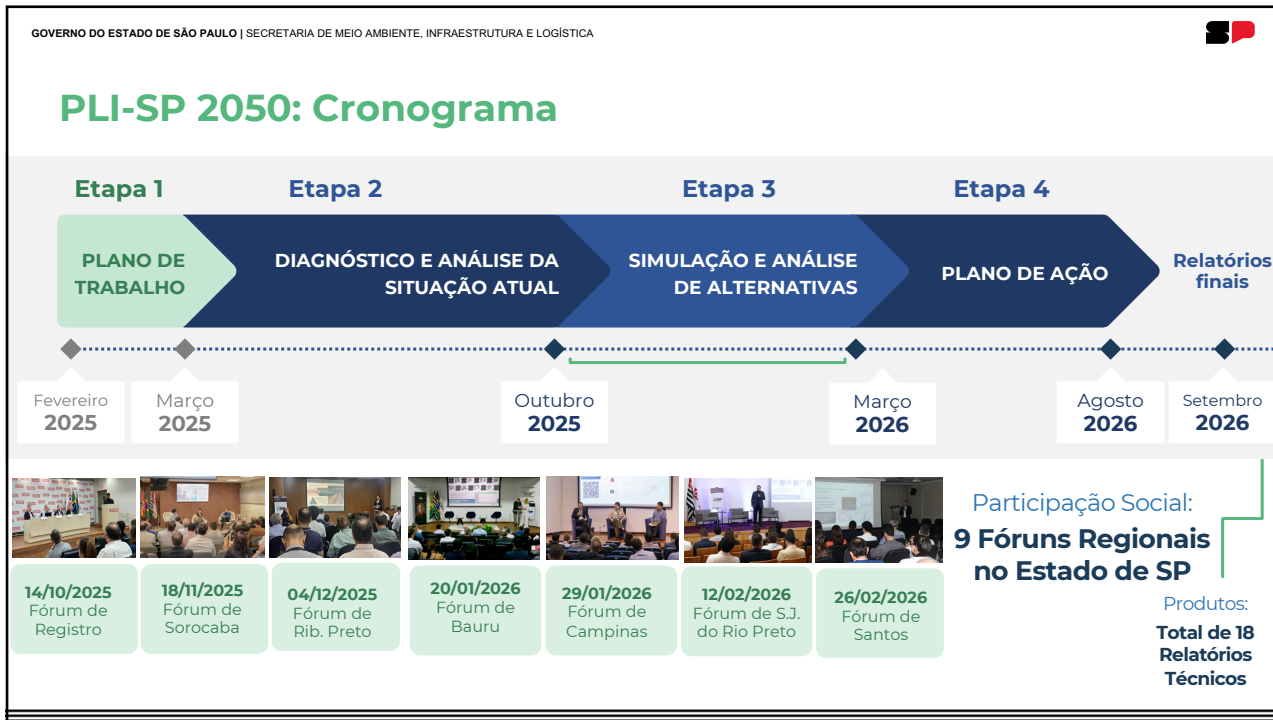 GOVERNO DO ESTADO DE SÃO PAULO | SECRETARIA DE MEIO AMBIENTE, INFRAESTRUTURA E LOGÍSTICA
SP
PLI-SP 2050: Cronograma
Etapa 1
Etapa 2
Etapa 3
Etapa 4
PLANO DE
TRABALHO
DIAGNÓSTICO E ANÁLISE DA
SITUAÇÃO ATUAL
SIMULAÇÃO E ANÁLISE
DE ALTERNATIVAS
PLANO DE AÇÃO
Relatórios
finais
Fevereiro
2025
Março
2025
Outubro
2025
Março
2026
Agosto
2026
Setembro
2026
14/10/2025
Fórum de
Registro
18/11/2025
Fórum de
Sorocaba
04/12/2025
Fórum de
Rib. Preto
20/01/2026
Fórum de
Bauru
29/01/2026
Fórum de
Campinas
12/02/2026
Fórum de S.J.
do Rio Preto
26/02/2026
Fórum de
Santos
Participação Social:
9 Fóruns Regionais
no Estado de SP
Produtos:
Total de 18
Relatórios
Técnicos